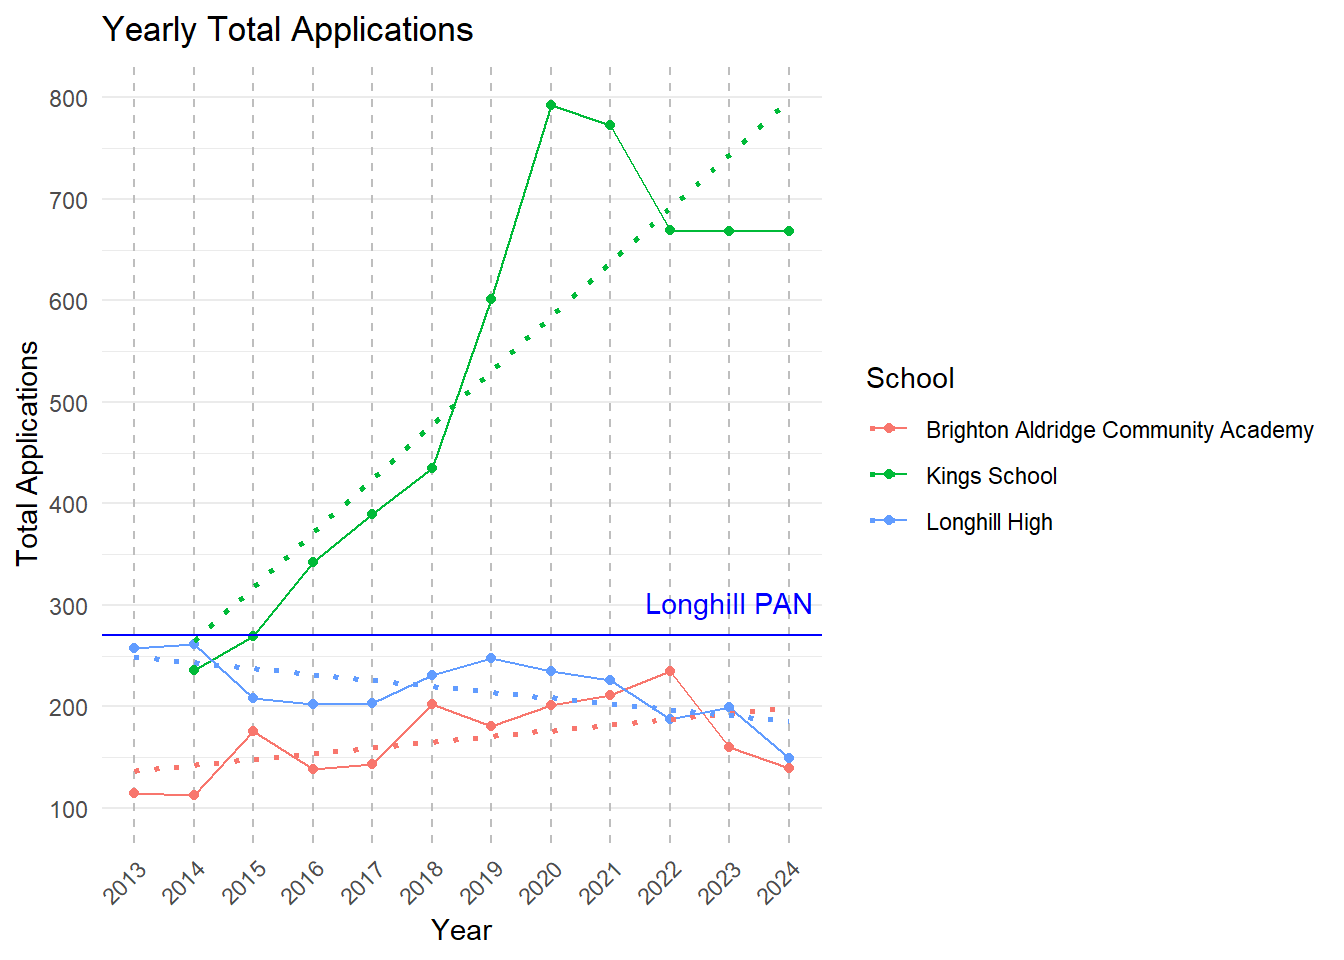 Yearly Total Applications
800
700
600
500
400
300
200
100
Total Applications
Longhill PAN
2013
2014
2015
2016
2017
2018
2019
2020
2021
2022
2023
2024
Year
School
Brighton Aldridge Community Academy
Kings School
Longhill High